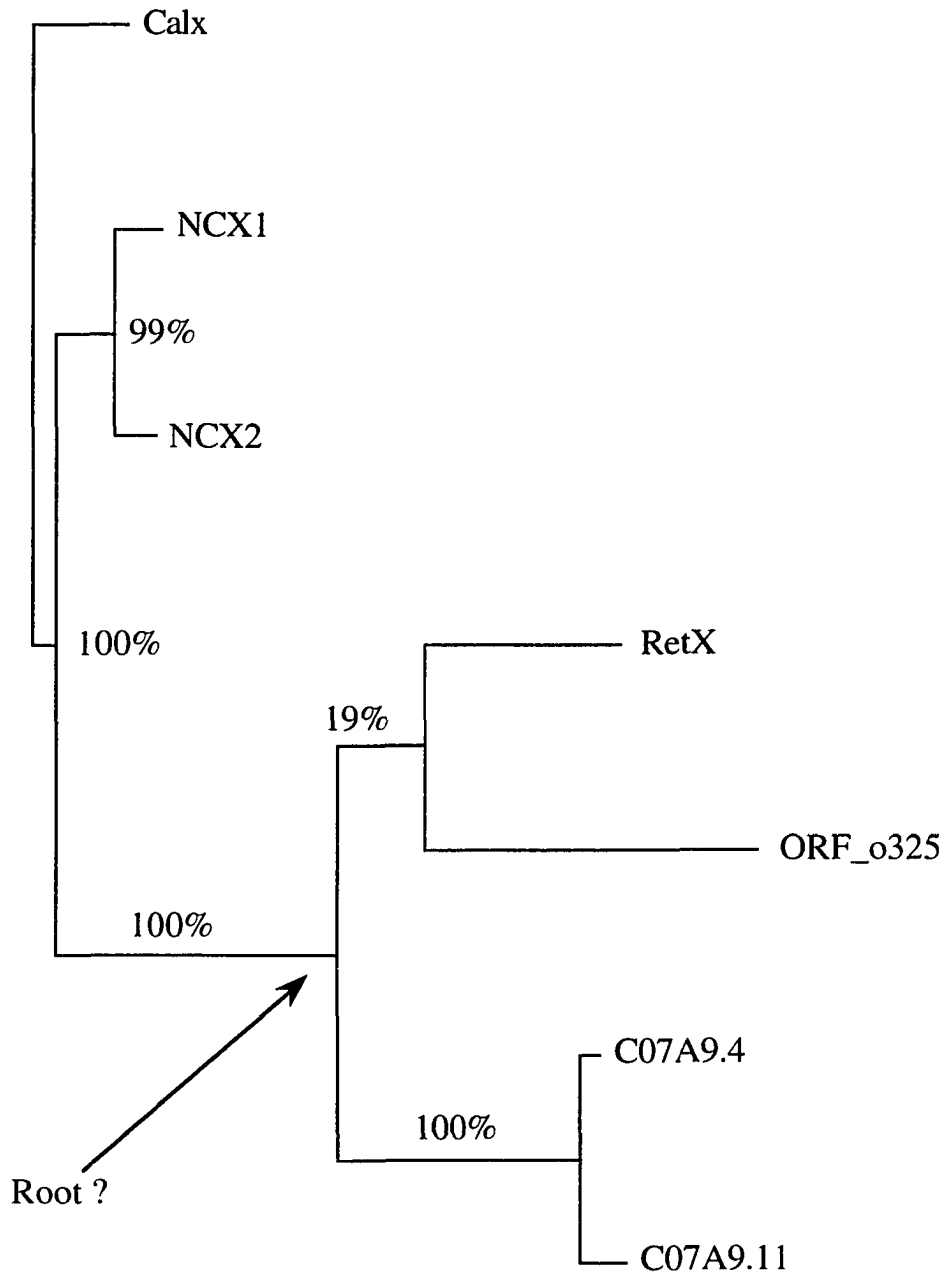 Calx
NCX1
99%
NCX2
100%
RetX
19%
ORF_o325
100%
C07A9.4
100%
Root ?
C07A9.11